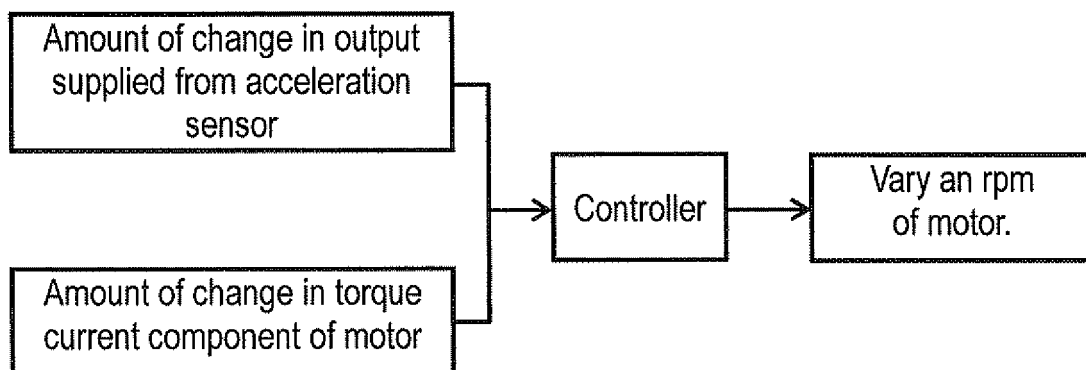 Amount of change in output
supplied from acceleration
sensor
Amount of change in torque
current component of motor
Controller
Vary an rpm
of motor.